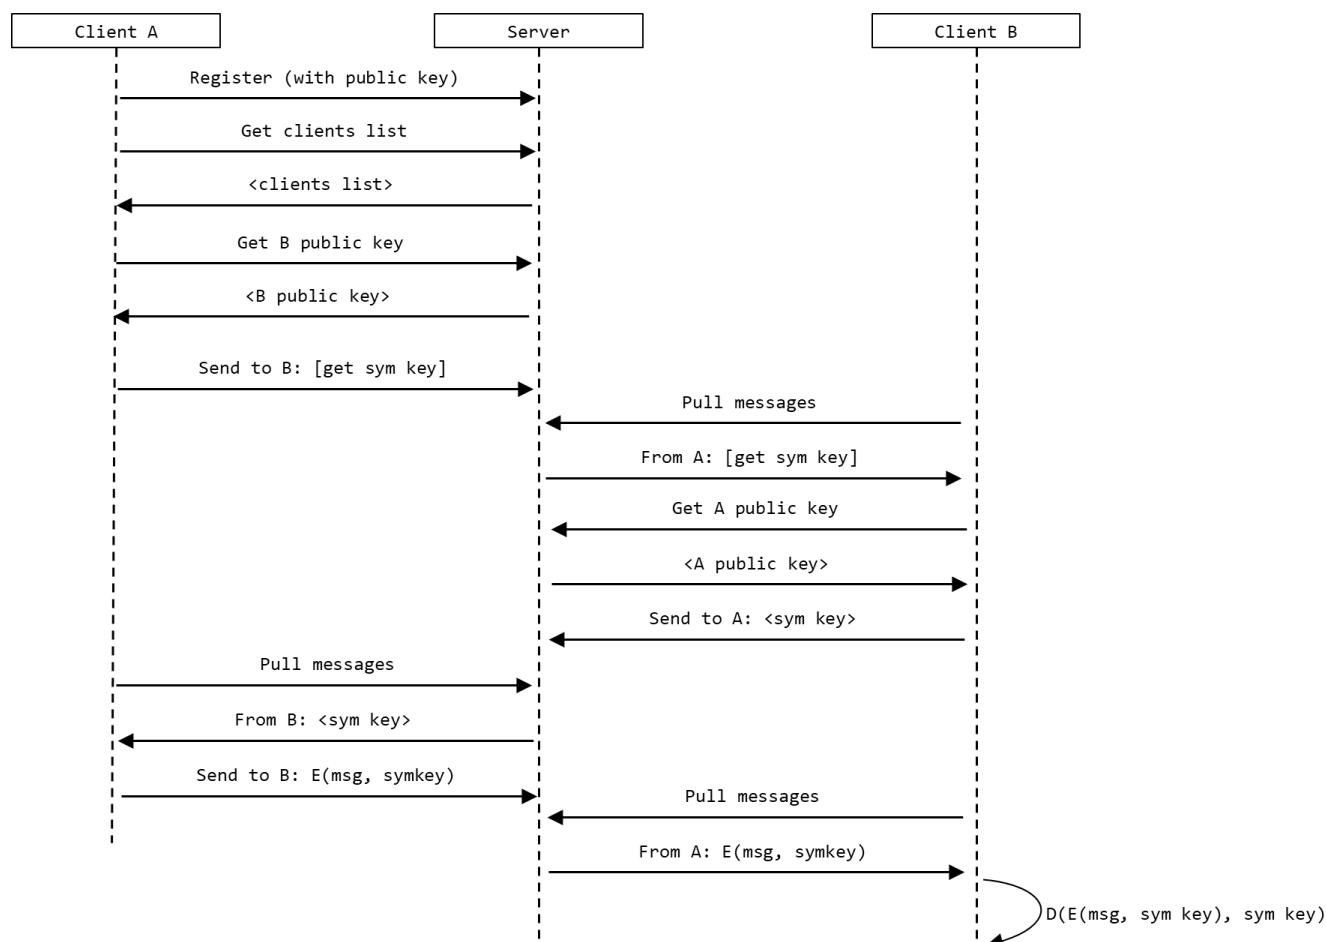 Client A
Server
Client B
Register (with public key)
Get clients list
<clients list>
Get B public key
<B public key>
Send to B: [get sym key]
Pull messages
From A: [get sym key]
Get A public key
<A public key>
Send to A: <sym key>
Pull messages
From B: <sym key>
Send to B: E(msg, symkey)
Pull messages
From A: E(msg, symkey)
D(E(msg, sym key), sym key)